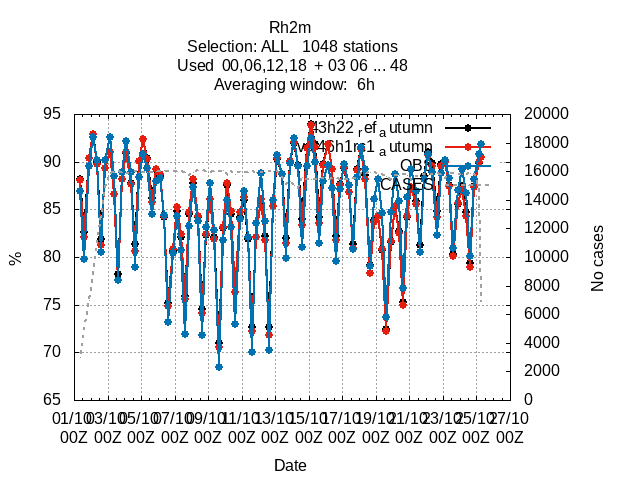 Rh2m
Selection: ALL 1048 stations
Used 00,06,12,18 + 03 06 ... 48
Averaging window: 6h
95
90
85
80
75
70
65
20000
18000
16000
14000
12000
10000
8000
6000
4000
2000
0
%
No cases
43h22ref autumn
autumn
OBS
CASES
01/10 03/10 05/10 07/10 09/10 11/10 13/10 15/10 17/10 19/10 21/10 23/10 25/10 27/10
00Z 00Z 00Z 00Z 00Z 00Z 00Z 00Z 00Z 00Z 00Z 00Z 00Z 00Z
Date